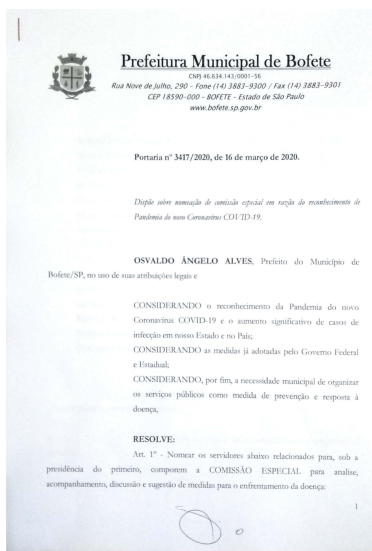 Prefeitura Municipal de Bofete
CNPJ 46.634.143/0001-56
Rua Nove de Julho, 290 - Fone (14) 3883-9300 / Fax (14) 3883-9301
CEP 18590-000 - BOFETE - Estado de São Paulo
www.bofete.sp.gov.br
Portaria nº 3417/2020, de 16 de março de 2020.
Dispõe sobre nomeação de comissão especial em razão do reconhecimento de
Pandemia do novo Coronavírus COVID-19.
OSVALDO ÂNGELO ALVES, Prefeito do Município de
Bofete/SP, no uso de suas atribuições legais e
CONSIDERANDO o reconhecimento da Pandemia do novo
Coronavírus COVID-19 e o aumento significativo de casos de
infecção em nosso Estado e no País;
CONSIDERANDO as medidas já adotadas pelo Governo Federal
e Estadual;
CONSIDERANDO, por fim, a necessidade municipal de organizar
os serviços públicos como medida de prevenção e resposta à
doença,
RESOLVE:
Art. 1º - Nomear os servidores abaixo relacionados para, sob a
presidência do primeiro, comporem a COMISSÃO ESPECIAL para analise,
acompanhamento, discussão e sugestão de medidas para o enfrentamento da doença:
1